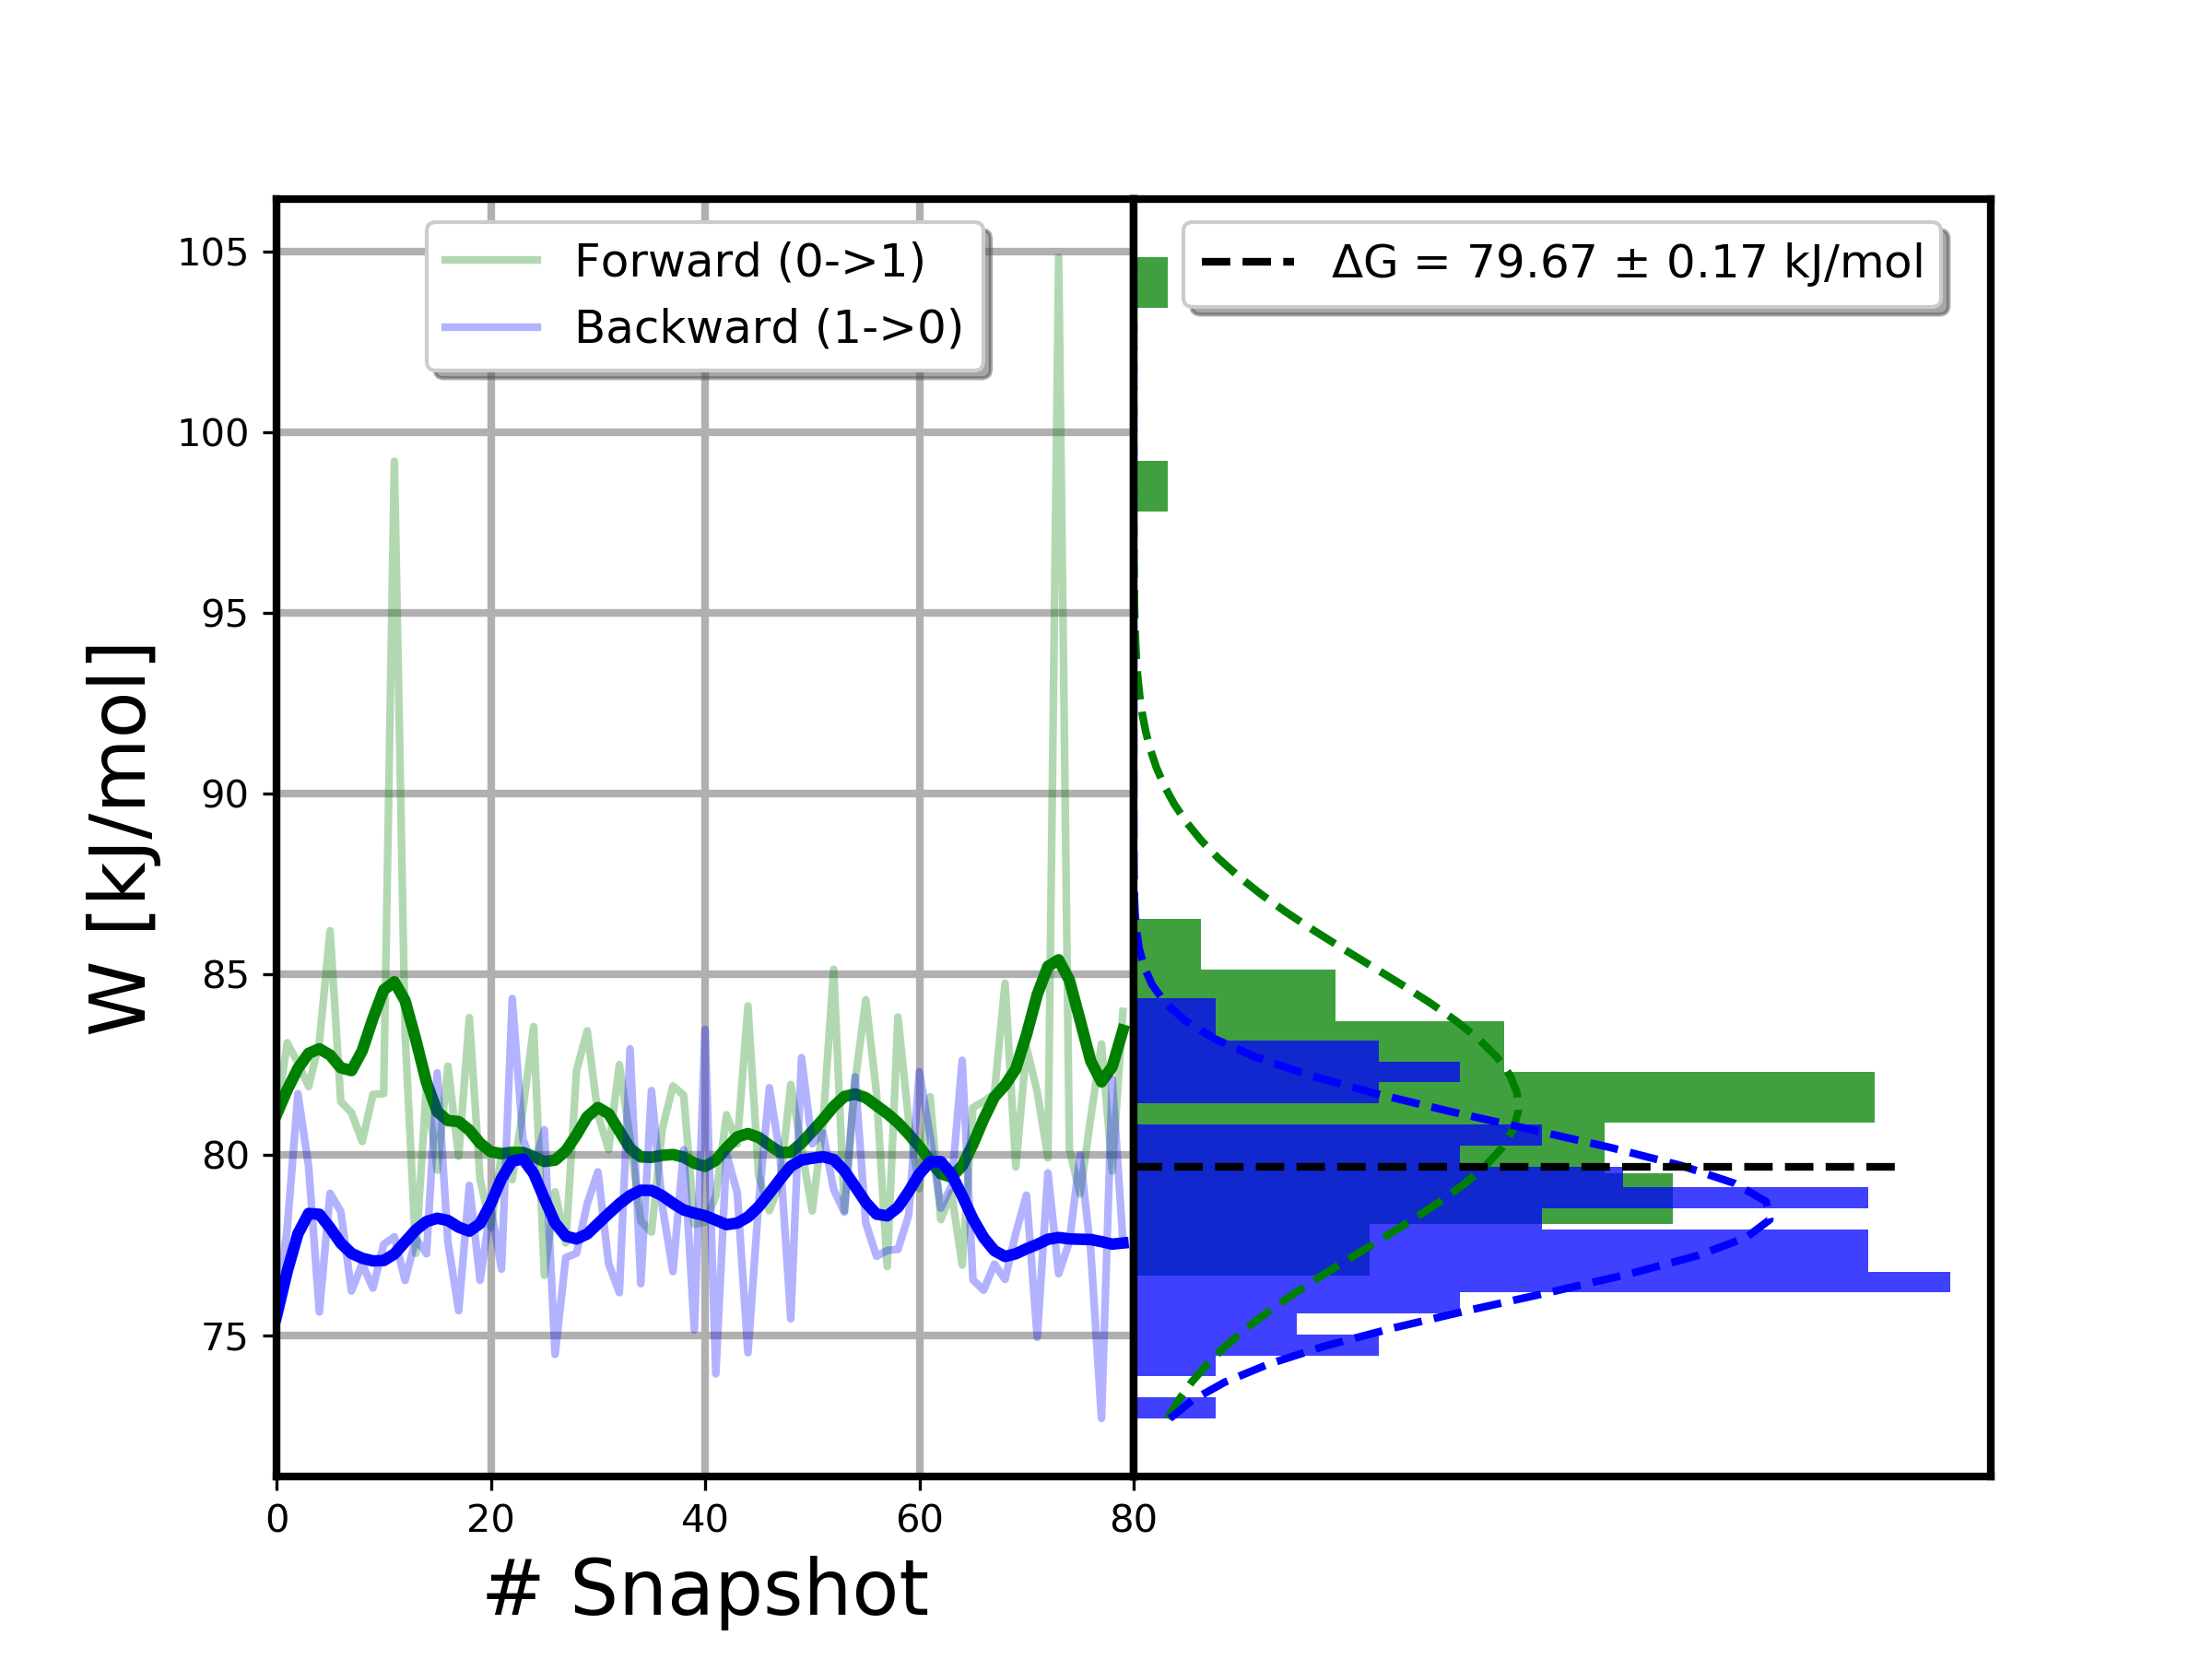 Forward (0->1)
Backward (1->0)
ΔG = 79.67 ± 0.17 kJ/mol
105
100
95
90
85
80
75
W [kJ/mol]
0 20 40 60 80
# Snapshot